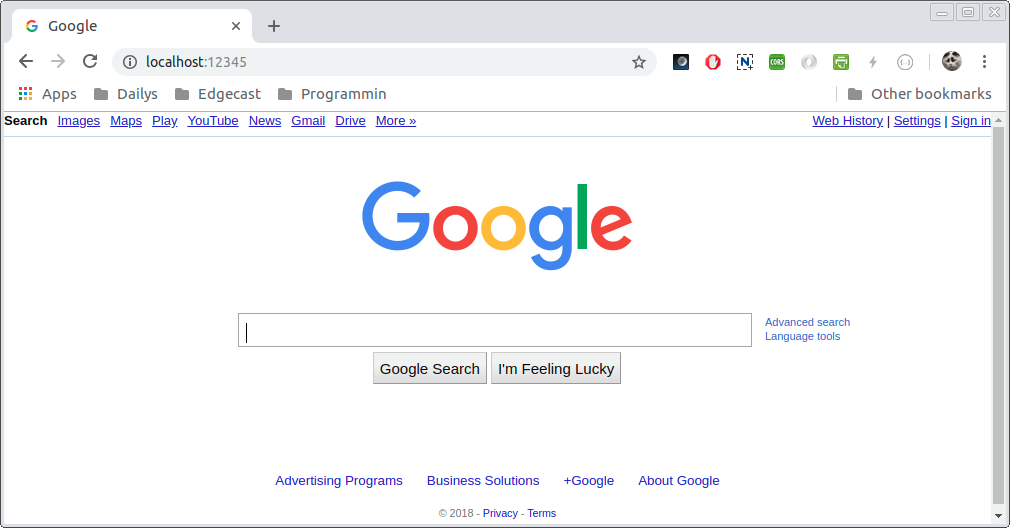 Google
localhost:12345
N
CORS
Apps Dailys Edgecast Programmin Other bookmarks
Search Images Maps Play YouTube News Gmail Drive More » Web History | Settings | Sign in
Google
Advanced search
Language tools
Google Search I'm Feeling Lucky
Advertising Programs Business Solutions +Google About Google
© 2018 - Privacy - Terms